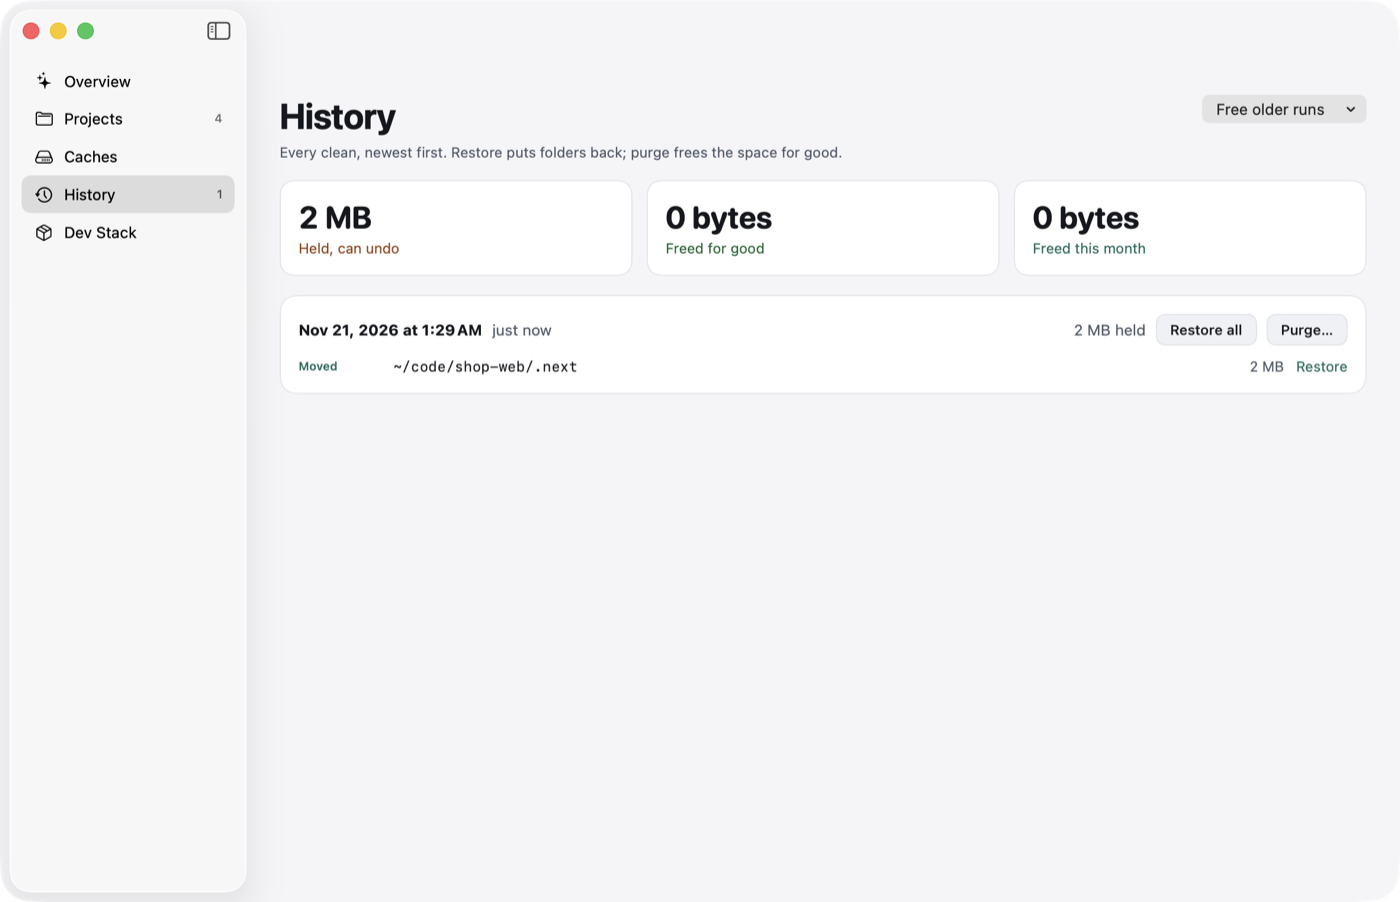 Overview
Projects 4
Caches
History 1
Dev Stack
History
Free older runs
Every clean, newest first. Restore puts folders back; purge frees the space for good.
2 MB
Held, can undo
0 bytes
Freed for good
0 bytes
Freed this month
Nov 21, 2026 at 1:29 AM just now 2 MB held Restore all Purge...
Moved ~/code/shop-web/.next 2 MB Restore